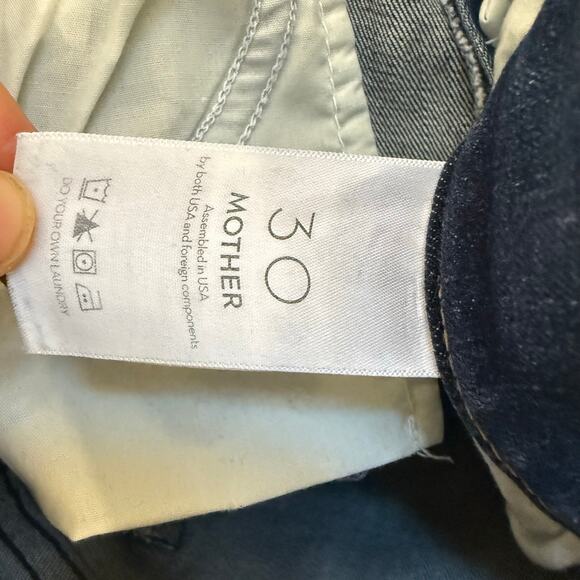 30
MOTHER
Assembled in USA
by both USA and foreign components
DO YOUR OWN LAUNDRY